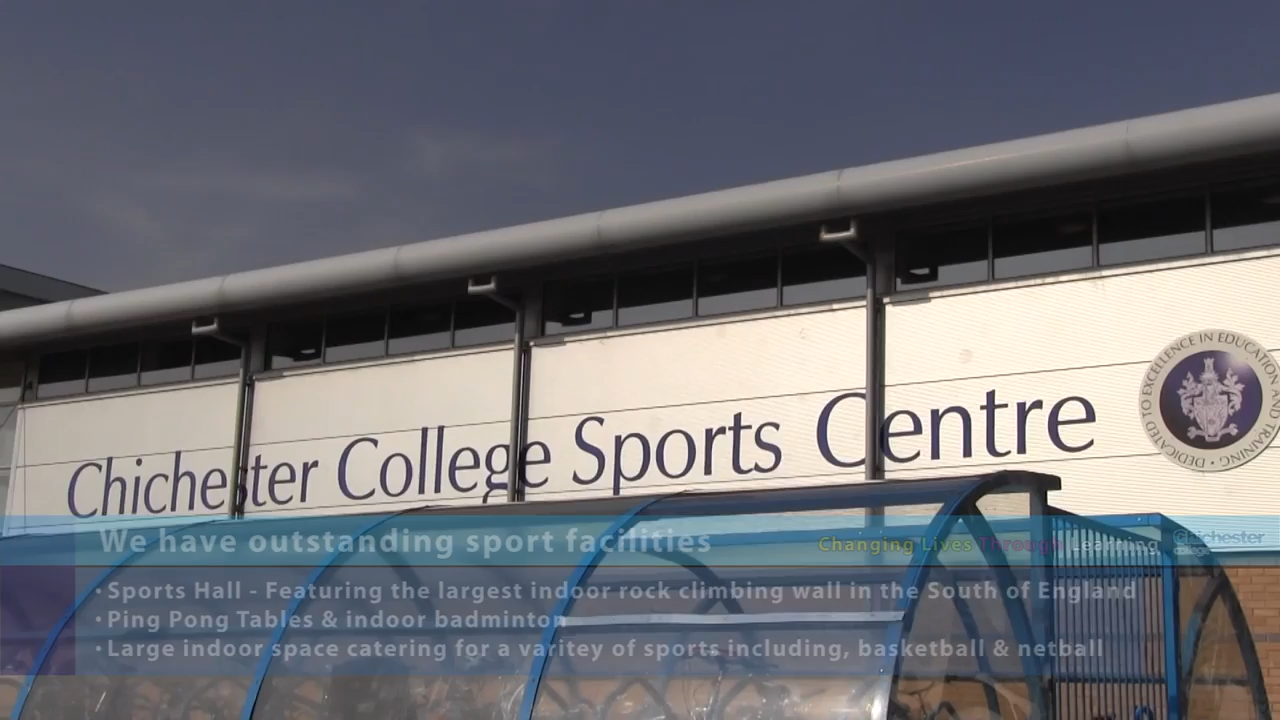 Chichester College Sports Centre
DEDICATED TO EXCELLENCE IN EDUCATION AND TRAINING •
We have outstanding sport facilities
Changing Lives Through Learning
Chichester
college
• Sports Hall - Featuring the largest indoor rock climbing wall in the South of England
• Ping Pong Tables & indoor badminton
• Large indoor space catering for a varitey of sports including, basketball & netball